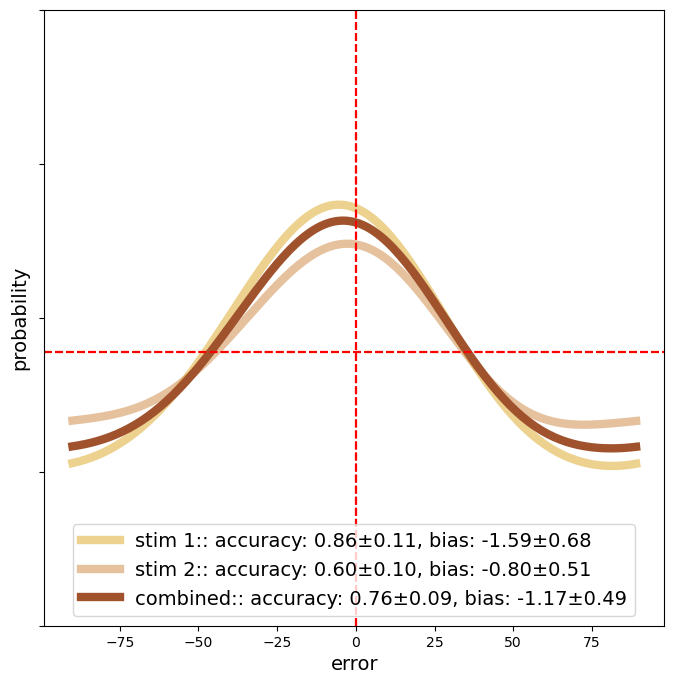 probability
stim 1:: accuracy: 0.86±0.11, bias: -1.59±0.68
stim 2:: accuracy: 0.60±0.10, bias: -0.80±0.51
combined:: accuracy: 0.76±0.09, bias: -1.17±0.49
−75 −50 −25 0 25 50 75
error